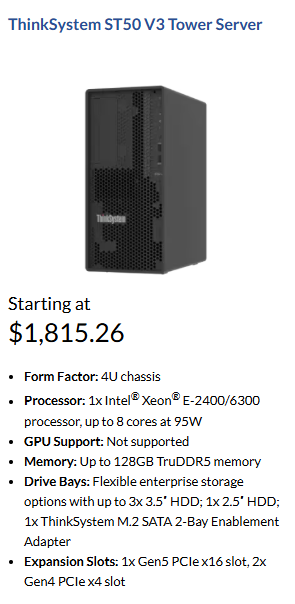 ThinkSystem ST50 V3 Tower Server
ThinkSystem
Starting at
$1,815.26
• Form Factor: 4U chassis
• Processor: 1x Intel® Xeon® E-2400/6300
processor, up to 8 cores at 95W
• GPU Support: Not supported
• Memory: Up to 128GB TruDDR5 memory
• Drive Bays: Flexible enterprise storage
options with up to 3x 3.5" HDD; 1x 2.5" HDD;
1x ThinkSystem M.2 SATA 2-Bay Enablement
Adapter
• Expansion Slots: 1x Gen5 PCIe x16 slot, 2x
Gen4 PCIe x4 slot